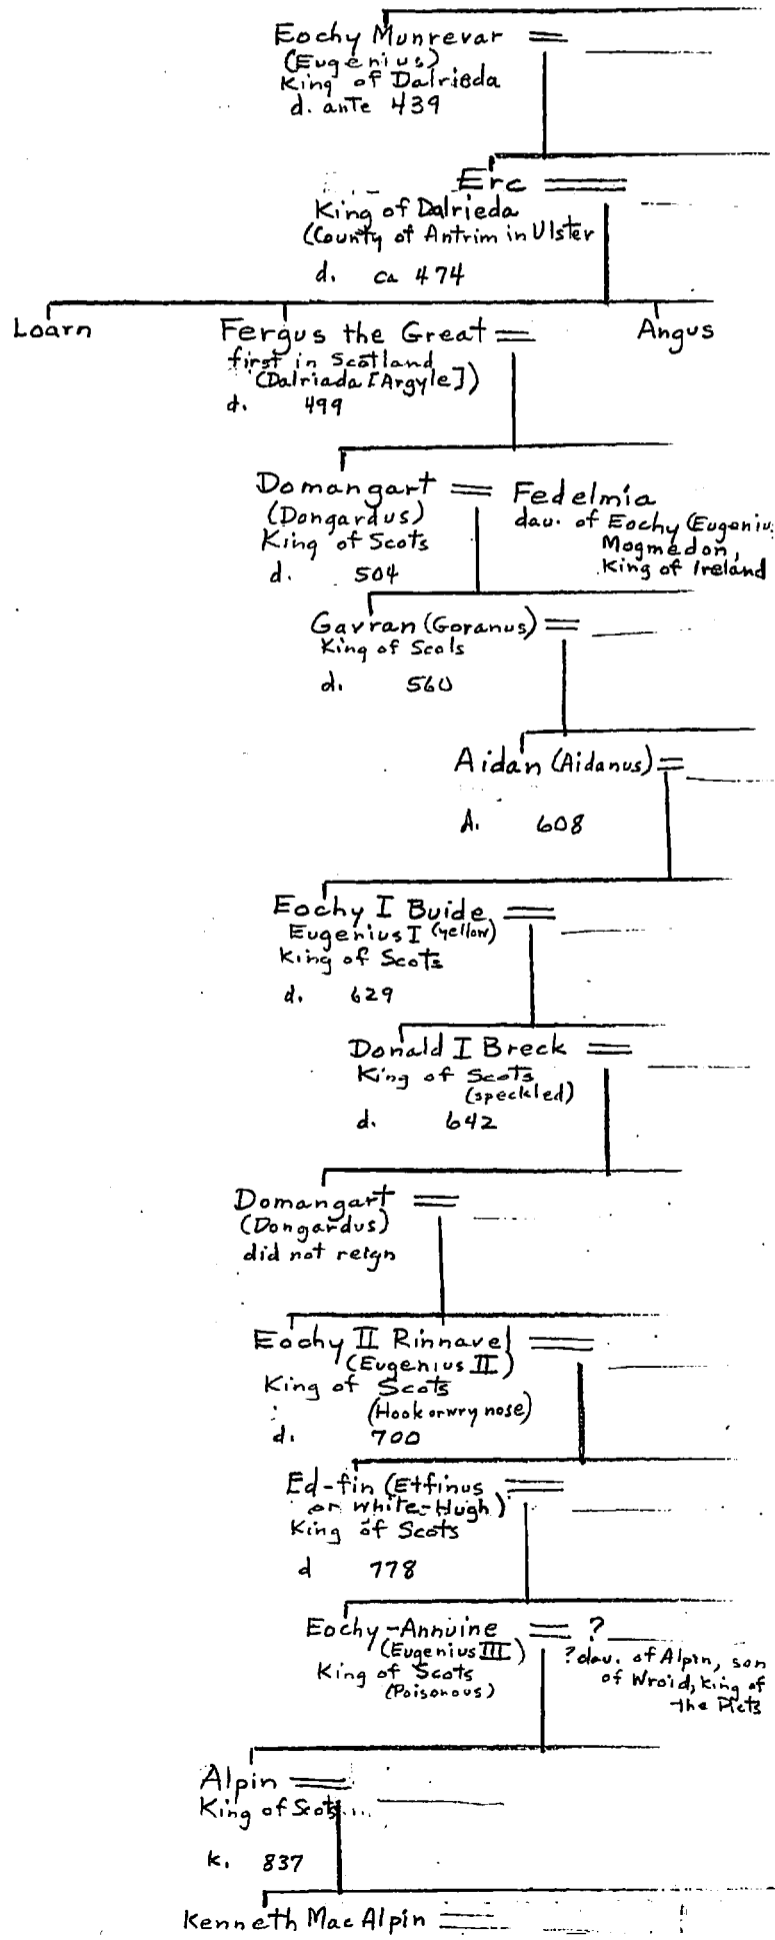 Eochy Munrevar =
(Eugenius)
King of Dalrieda
d. ante 439
Erc =
King of Dalrieda
(County of Antrim in Ulster
d. ca 474
Loarn
Fergus the Great =
Angus
first in Scotland
(Dalriada [Argyle])
d. 499
Domangart = Fedelmia
(Dongardus)
King of Scots
d. 504
dau. of Eochy (Eugeniu
Mogmedon,
King of Ireland
Gavran (Goranus) =
King of Scots
d. 560
Aidan (Aidanus) =
d. 608
Eochy I Buide =
Eugenius I (yellow)
King of Scots
d. 629
Donald I Breck =
King of Scots
(speckled)
d. 642
Domangart =
(Dongardus)
did not reign
Eochy II Rinnavel =
(Eugenius II)
King of Scots
(Hook or wry nose)
d. 700
Ed-fin (Etfinus =
or White-Hugh)
King of Scots
d 778
Eochy-Annuine = ?
(Eugenius III)
King of Scots
(Poisonous)
? dau. of Alpin, son
of Wroid, king of
the Picts
Alpin =
King of Scots
k. 837
Kenneth Mac Alpin =